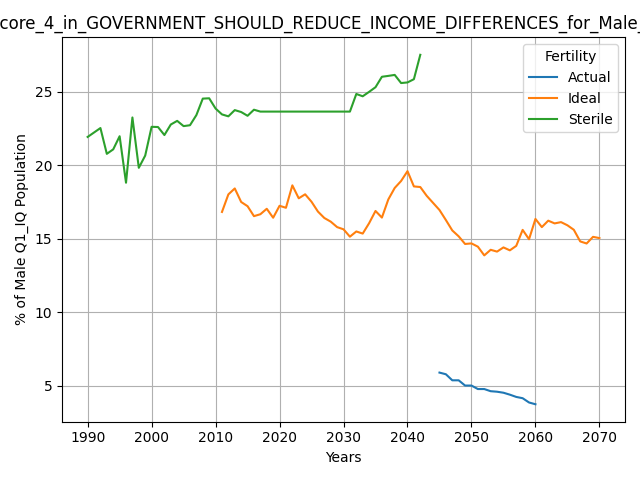 core_4_in_GOVERNMENT_SHOULD_REDUCE_INCOME_DIFFERENCES_for_Male_
Fertility
Actual
Ideal
Sterile
% of Male Q1_IQ Population
25
20
15
10
5
1990 2000 2010 2020 2030 2040 2050 2060 2070
Years